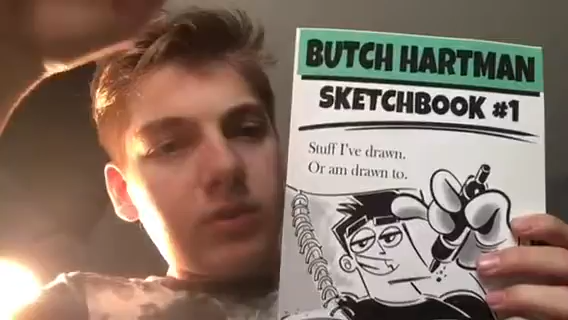 BUTCH HARTMAN
SKETCHBOOK #1
Stuff I've drawn.
Or am drawn to.